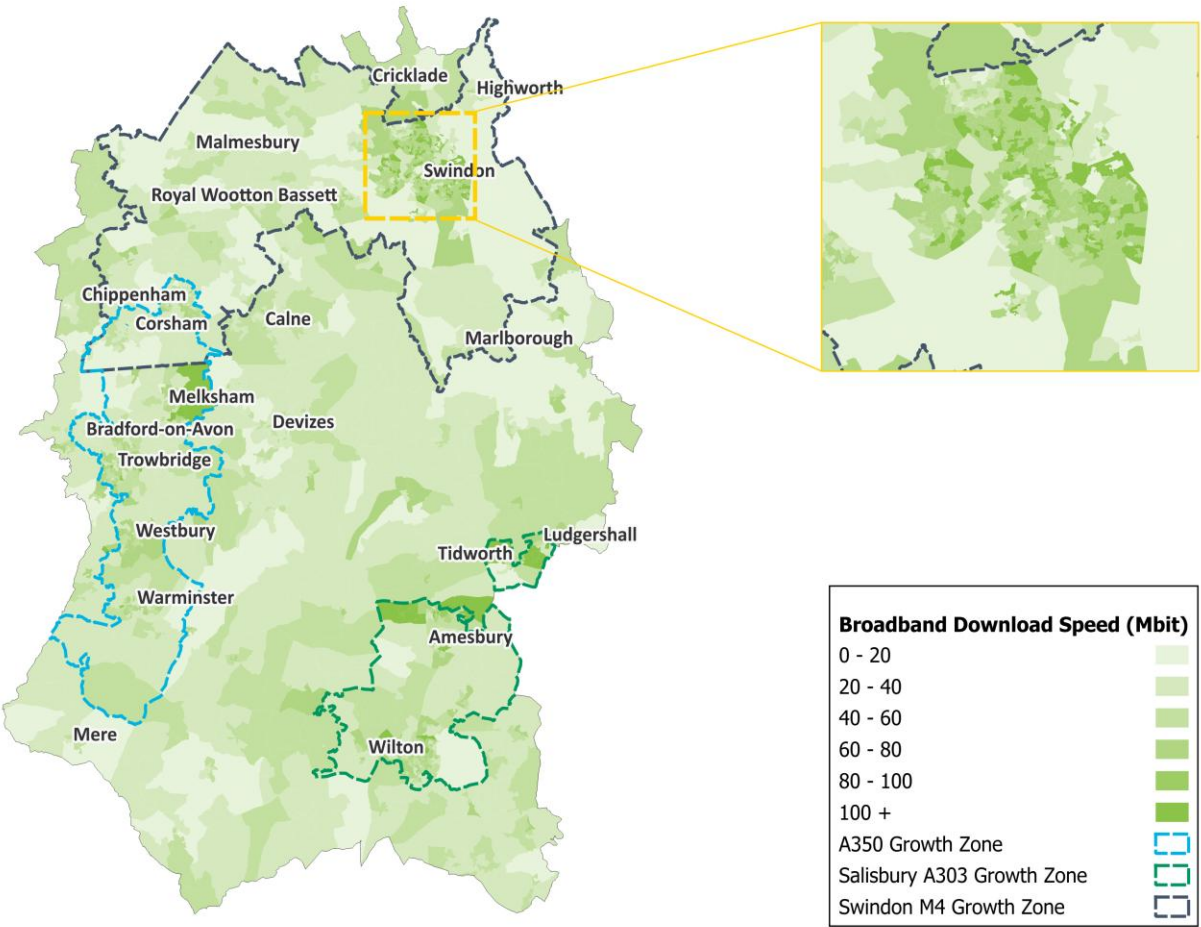 Cricklade
Highworth
Malmesbury
Swindon
Royal Wootton Bassett
Chippenham
Corsham
Calne
Marlborough
Melksham
Devizes
Bradford-on-Avon
Trowbridge
Westbury
Ludgershall
Tidworth
Warminster
Amesbury
Mere
Wilton
Broadband Download Speed (Mbit)
0 - 20
20 - 40
40 - 60
60 - 80
80 - 100
100 +
A350 Growth Zone
Salisbury A303 Growth Zone
Swindon M4 Growth Zone